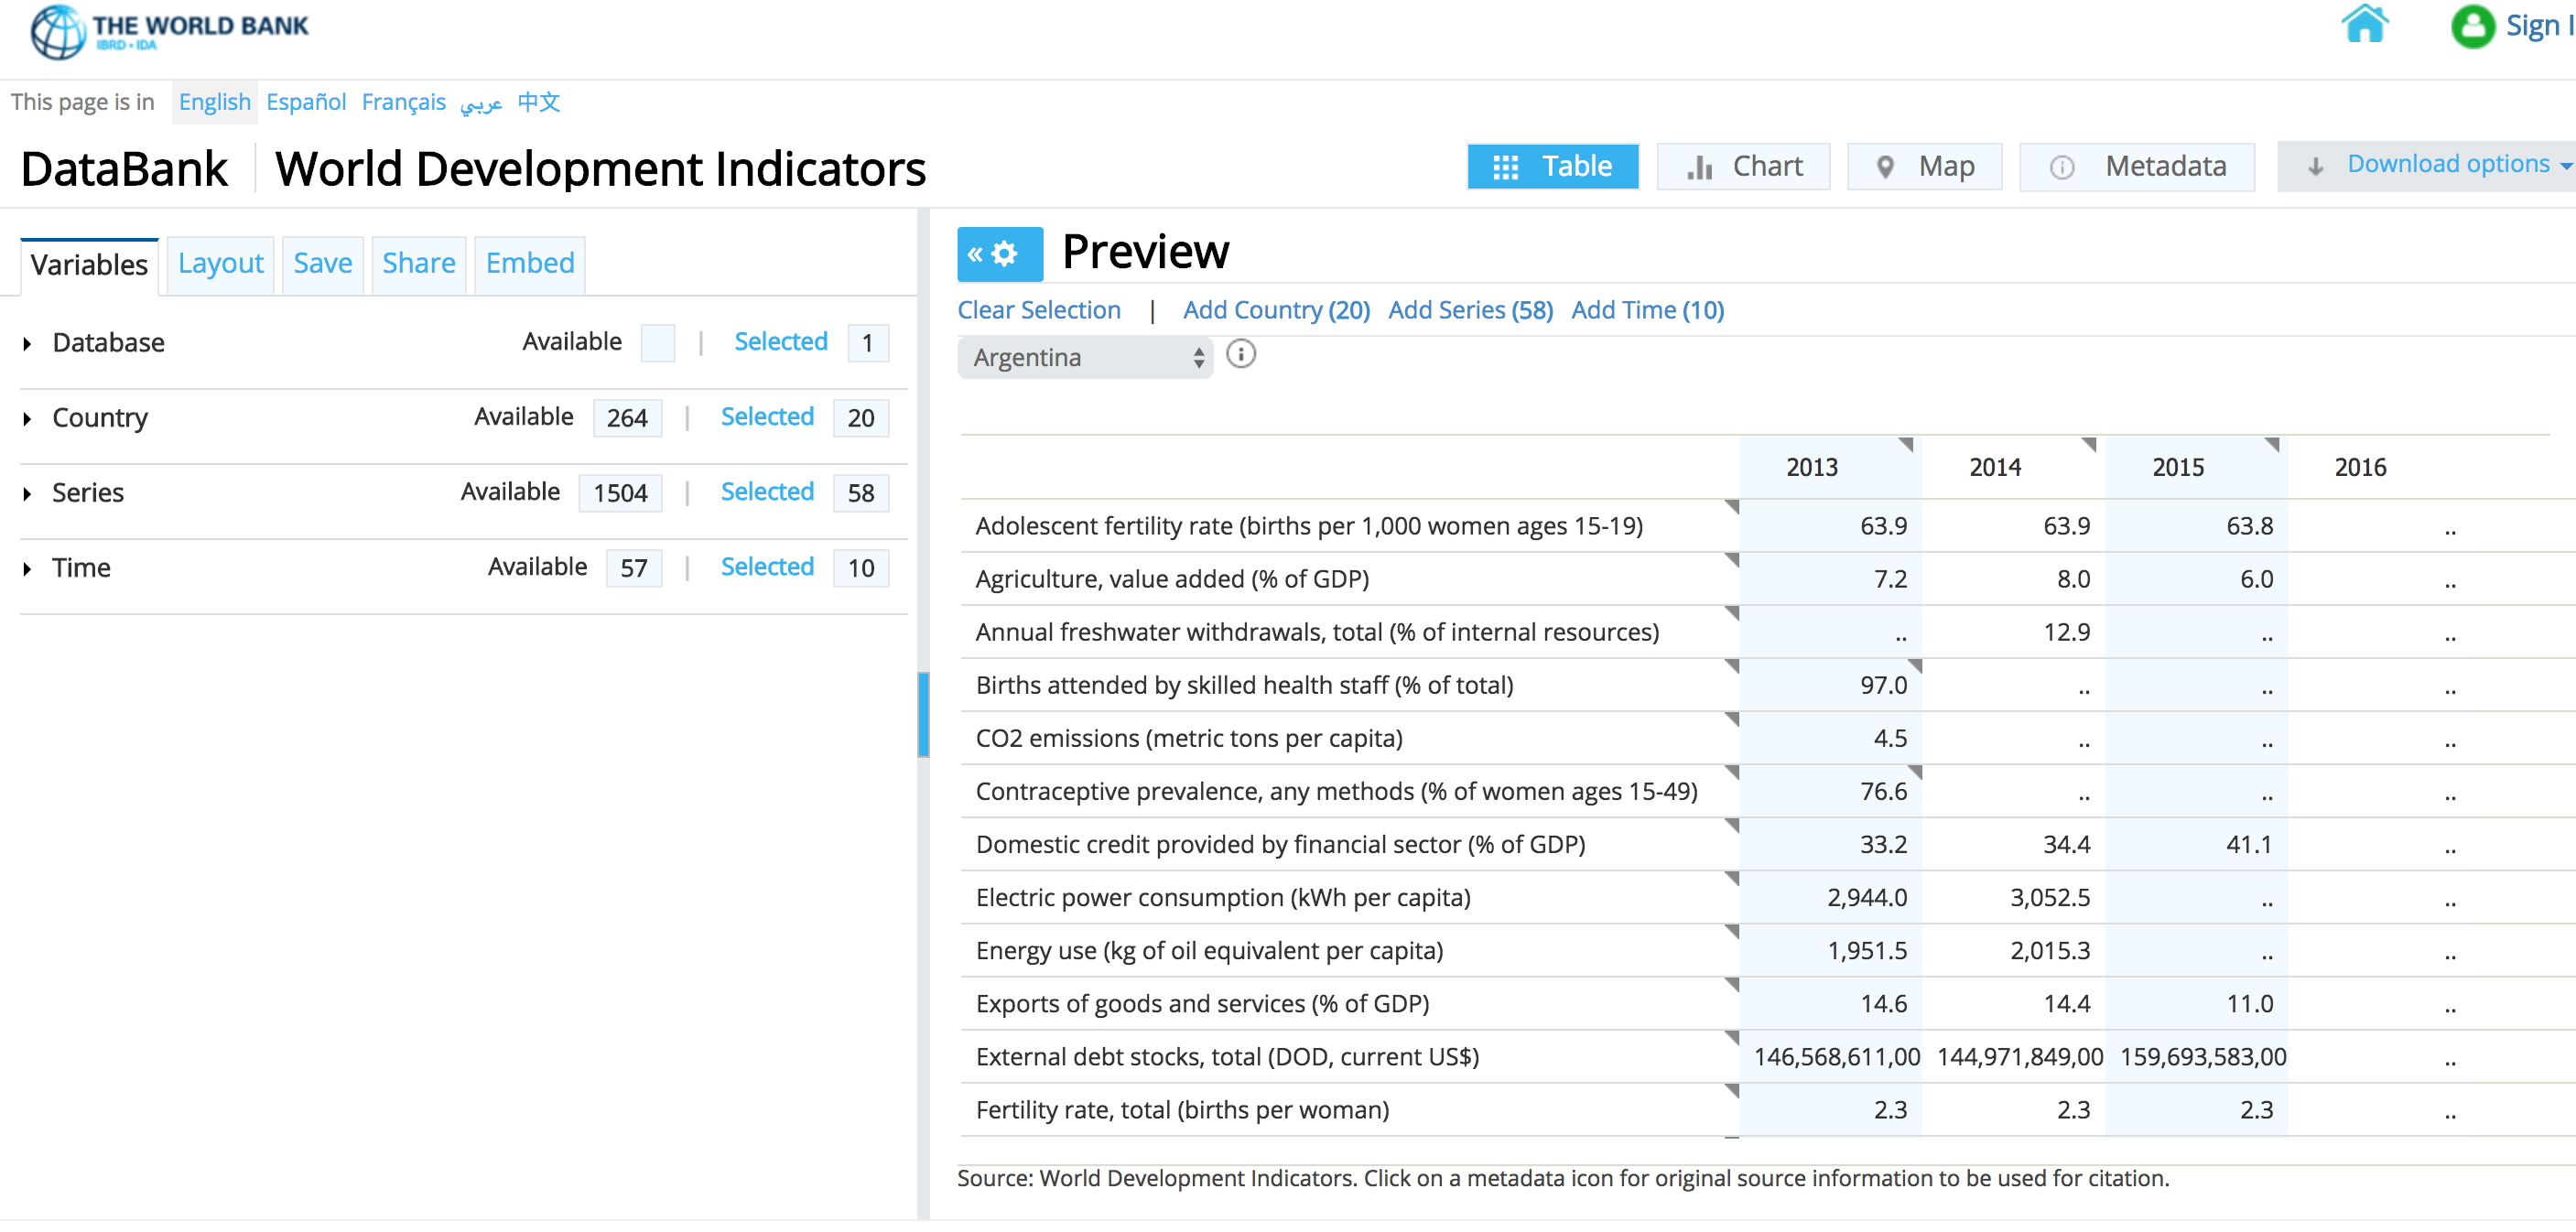 THE WORLD BANK
IBRD • IDA
Sign I
This page is in English Español Français عربي 中文
DataBank World Development Indicators
Table Chart Map Metadata Download options
Variables Layout Save Share Embed
Database Available | Selected 1
Country Available 264 | Selected 20
Series Available 1504 | Selected 58
Time Available 57 | Selected 10
« Preview
Clear Selection | Add Country (20) Add Series (58) Add Time (10)
Argentina
2013 2014 2015 2016
Adolescent fertility rate (births per 1,000 women ages 15-19) 63.9 63.9 63.8 ..
Agriculture, value added (% of GDP) 7.2 8.0 6.0 ..
Annual freshwater withdrawals, total (% of internal resources) .. 12.9 .. ..
Births attended by skilled health staff (% of total) 97.0 .. .. ..
CO2 emissions (metric tons per capita) 4.5 .. .. ..
Contraceptive prevalence, any methods (% of women ages 15-49) 76.6 .. .. ..
Domestic credit provided by financial sector (% of GDP) 33.2 34.4 41.1 ..
Electric power consumption (kWh per capita) 2,944.0 3,052.5 .. ..
Energy use (kg of oil equivalent per capita) 1,951.5 2,015.3 .. ..
Exports of goods and services (% of GDP) 14.6 14.4 11.0 ..
External debt stocks, total (DOD, current US$) 146,568,611,00 144,971,849,00 159,693,583,00 ..
Fertility rate, total (births per woman) 2.3 2.3 2.3 ..
Source: World Development Indicators. Click on a metadata icon for original source information to be used for citation.